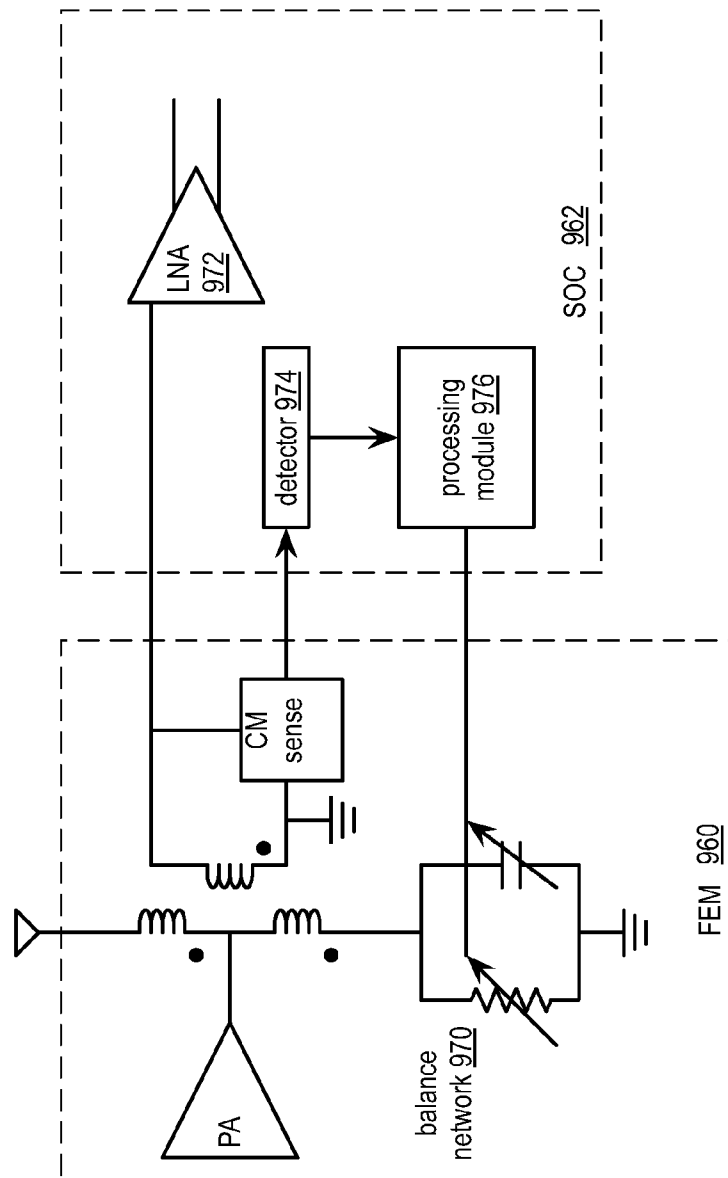 LNA
972
SOC 962
detector 974
processing
module 976
CM
sense
FEM 960
PA
balance
network 970